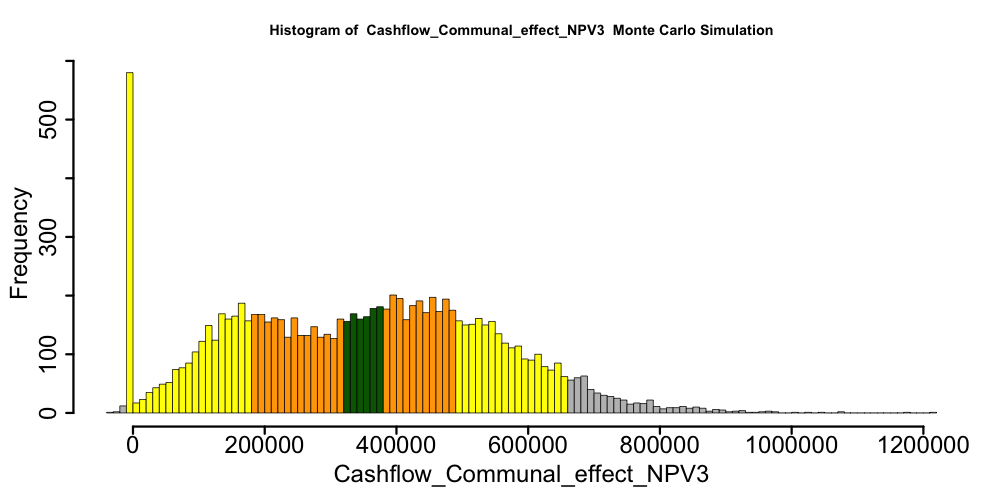 Histogram of  Cashflow_Communal_effect_NPV3  Monte Carlo Simulation
Frequency
500
300
100
0
0 200000 400000 600000 800000 1000000 1200000
Cashflow_Communal_effect_NPV3